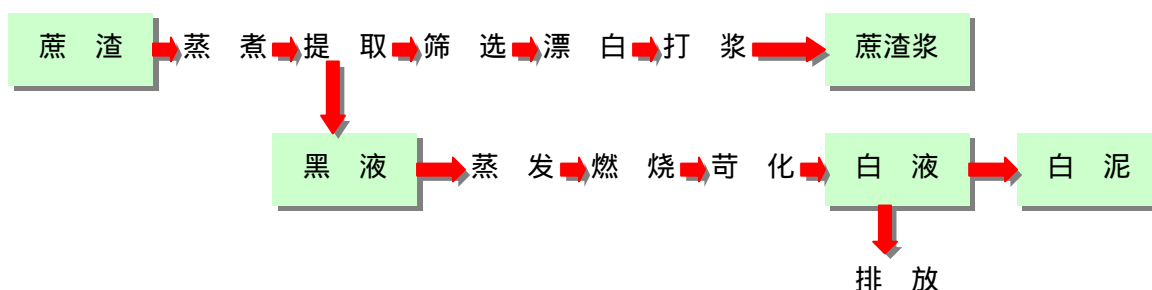 蔗 渣 蒸 煮 提 取 筛 选 漂 白 打 浆 蔗渣浆
黑 液 蒸 发 燃 烧 苛 化 白 液 白 泥
排 放